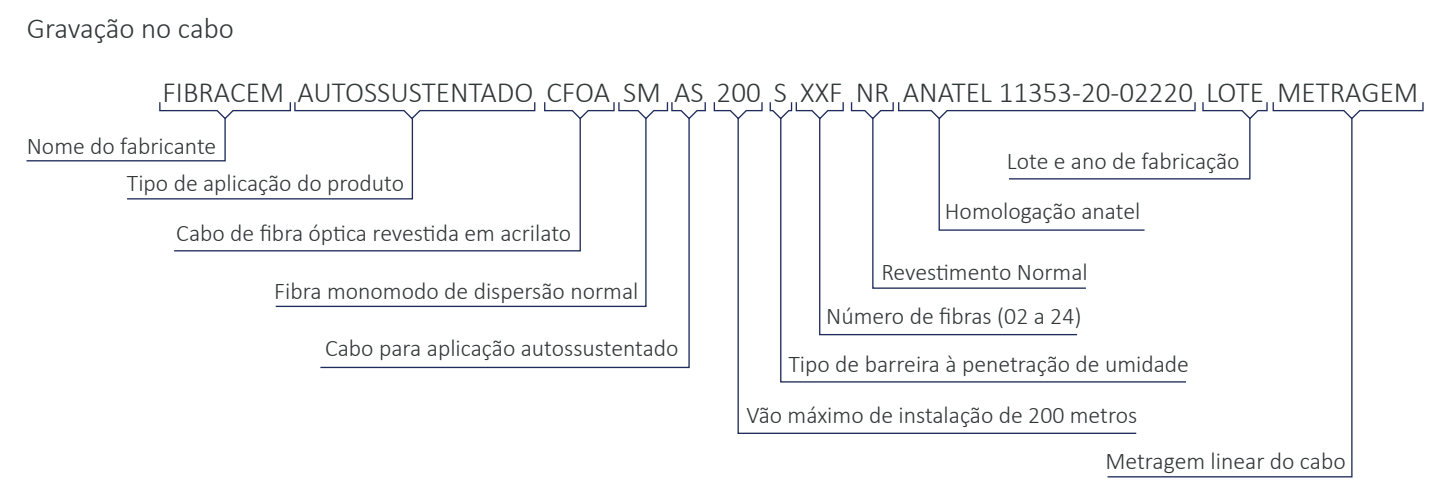 Gravação no cabo
FIBRACEM AUTOSSUSTENTADO CFOA SM AS 200 S XXF NR ANATEL 11353-20-02220 LOTE METRAGEM
Nome do fabricante
Lote e ano de fabricação
Tipo de aplicação do produto
Homologação anatel
Cabo de fibra óptica revestida em acrilato
Revestimento Normal
Fibra monomodo de dispersão normal
Número de fibras (02 a 24)
Cabo para aplicação autossustentado
Tipo de barreira à penetração de umidade
Vão máximo de instalação de 200 metros
Metragem linear do cabo